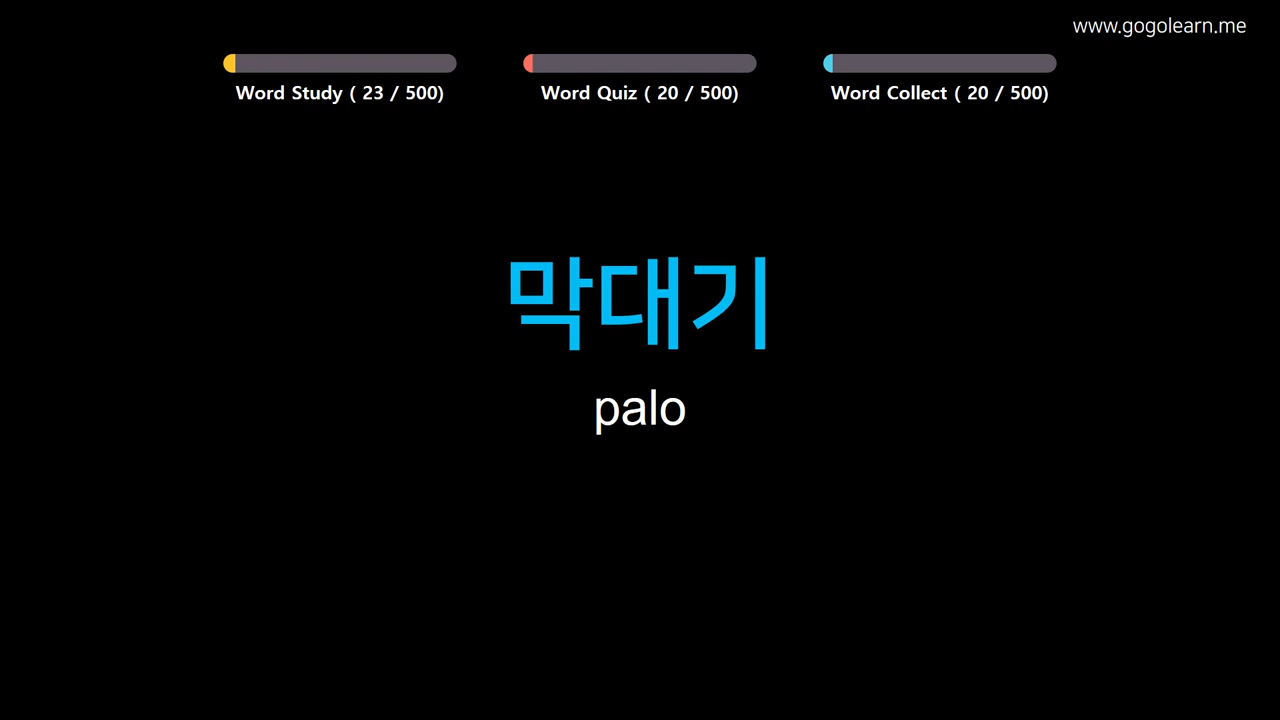 www.gogolearn.me
Word Study ( 23 / 500)
Word Quiz ( 20 / 500)
Word Collect ( 20 / 500)
막대기
palo